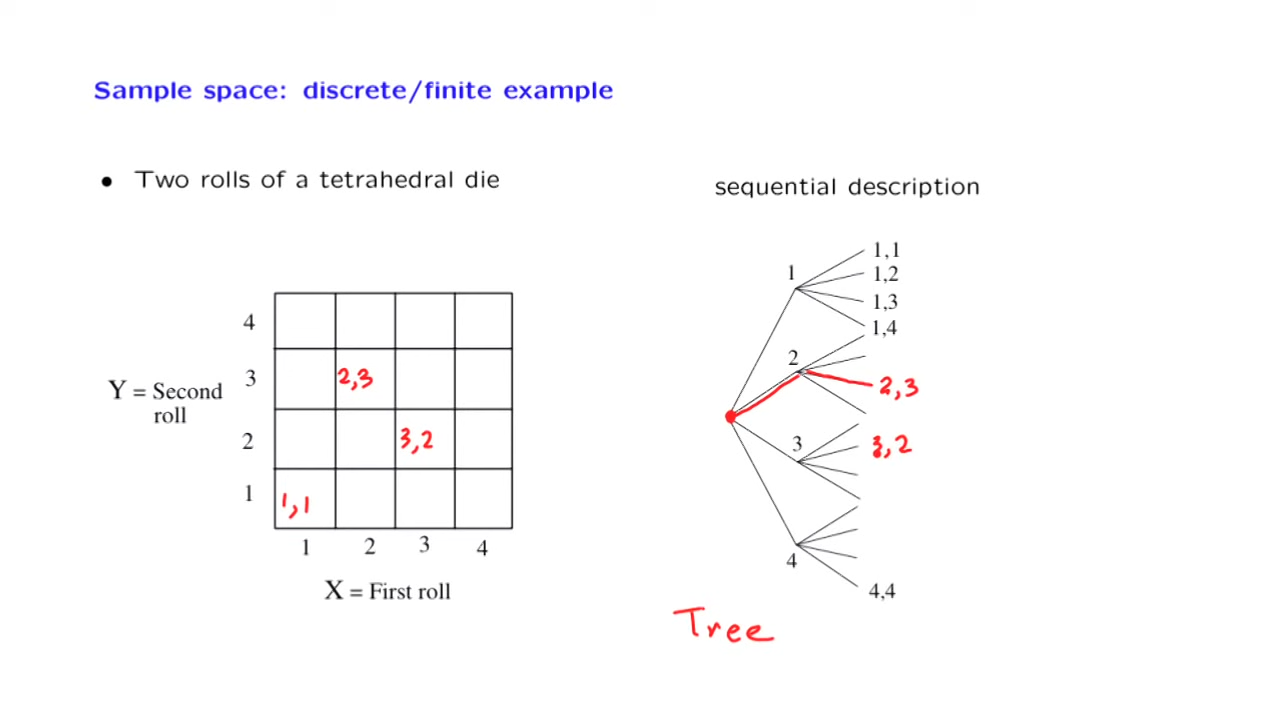 Sample space: discrete/finite example
• Two rolls of a tetrahedral die
4
3
2
1
Y = Second
roll
2,3
3,2
1,1
1 2 3 4
X = First roll
sequential description
1
2
3
4
1,1
1,2
1,3
1,4
2,3
3,2
4,4
Tree